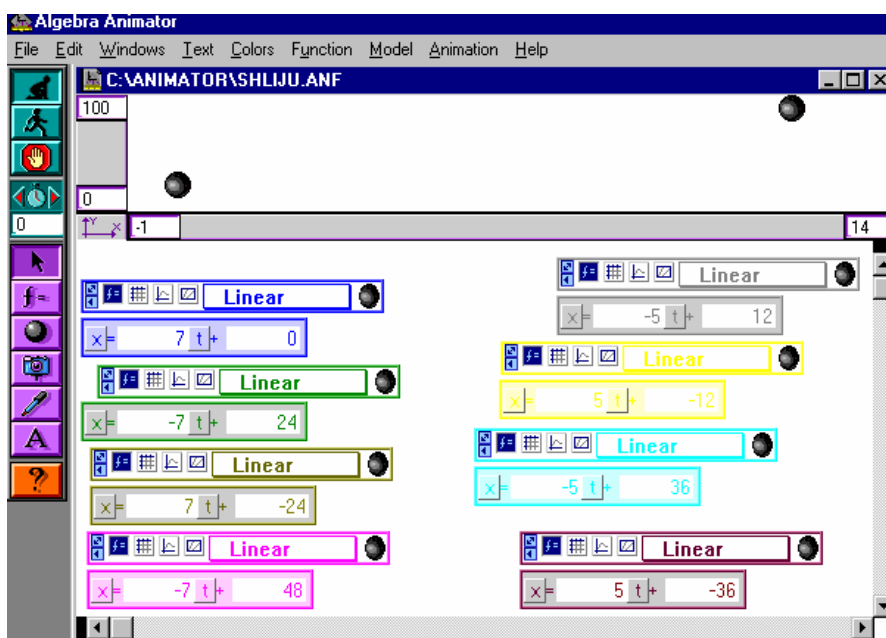 Algebra Animator
File Edit Windows Text Colors Function Model Animation Help
C:\ANIMATOR\SHLIJU.ANF
100
0
0
Y X -1 14
Linear
x= 7 t+ 0
Linear
x= -7 t+ 24
Linear
x= 7 t+ -24
Linear
x= -7 t+ 48
Linear
x= -5 t+ 12
Linear
x= 5 t+ -12
Linear
x= -5 t+ 36
Linear
x= 5 t+ -36
f=
A
?